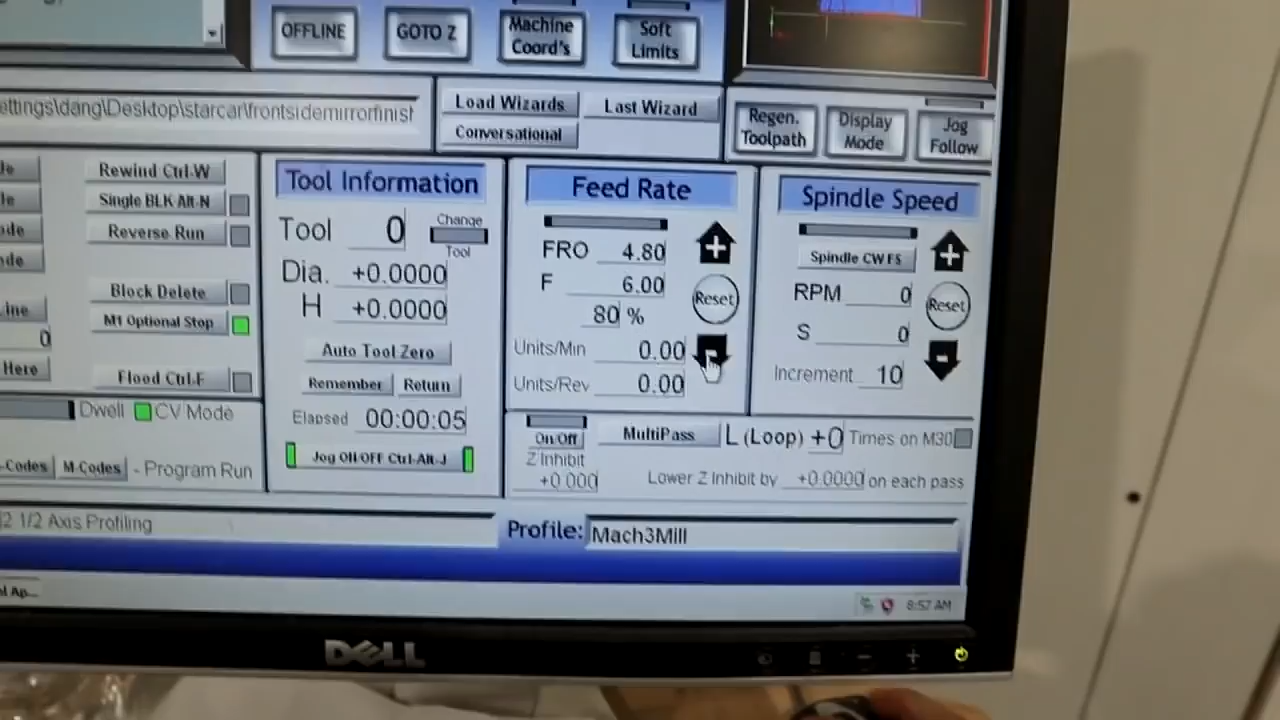 OFFLINE
GOTO Z
Machine
Coord's
Soft
Limits
ettings\dang\Desktop\starcar\frontsidemirrorfinist
Load Wizards
Last Wizard
Conversational
Regen.
Toolpath
Display
Mode
Jog
Follow
Rewind Ctrl-W
Single BLK Alt-N
Reverse Run
Block Delete
M1 Optional Stop
Flood Ctrl-F
0
Here
Dwell
CV Mode
-Codes
M-Codes
- Program Run
Tool Information
Tool 0
Change
Tool
Dia. +0.0000
H +0.0000
Auto Tool Zero
Remember
Return
Elapsed 00:00:05
Jog ON/OFF Ctrl-Alt-J
Feed Rate
FRO 4.80
F 6.00
80 %
Reset
Units/Min 0.00
Units/Rev 0.00
Spindle Speed
Spindle CW F5
RPM 0
Reset
S 0
Increment 10
On/Off
Z Inhibit
+0.000
MultiPass
L (Loop) +0 Times on M30
Lower Z Inhibit by +0.0000 on each pass
2 1/2 Axis Profiling
Profile: Mach3Mill
8:57 AM
DELL